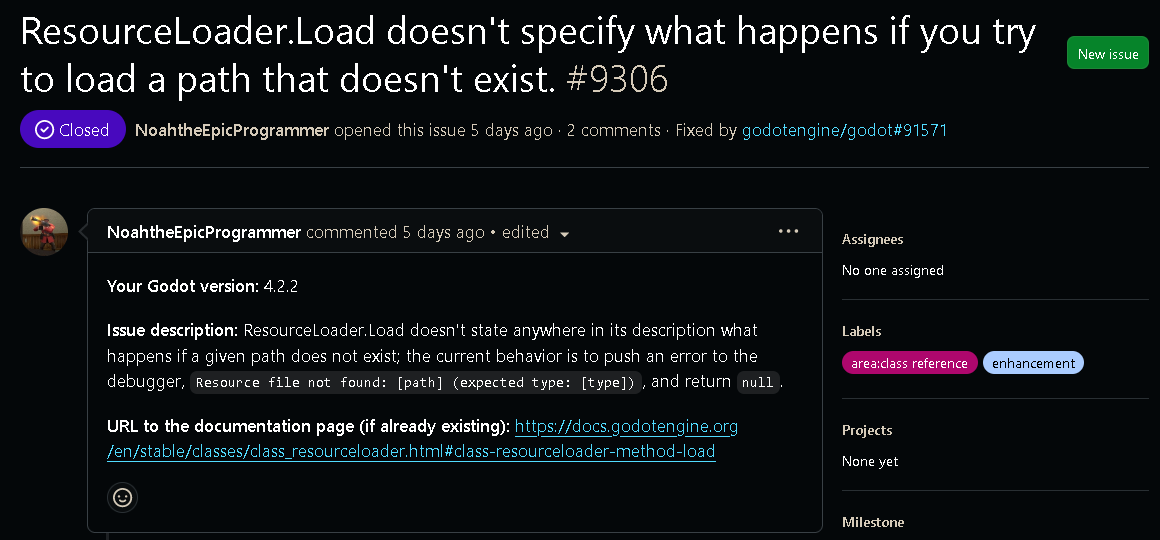 ResourceLoader.Load doesn't specify what happens if you try
to load a path that doesn't exist. #9306
New issue
Closed NoahtheEpicProgrammer opened this issue 5 days ago · 2 comments · Fixed by godotengine/godot#91571
NoahtheEpicProgrammer commented 5 days ago • edited
Your Godot version: 4.2.2
Issue description: ResourceLoader.Load doesn't state anywhere in its description what
happens if a given path does not exist; the current behavior is to push an error to the
debugger, Resource file not found: [path] (expected type: [type]), and return null.
URL to the documentation page (if already existing): https://docs.godotengine.org
/en/stable/classes/class_resourceloader.html#class-resourceloader-method-load
Assignees
No one assigned
Labels
area:class reference enhancement
Projects
None yet
Milestone